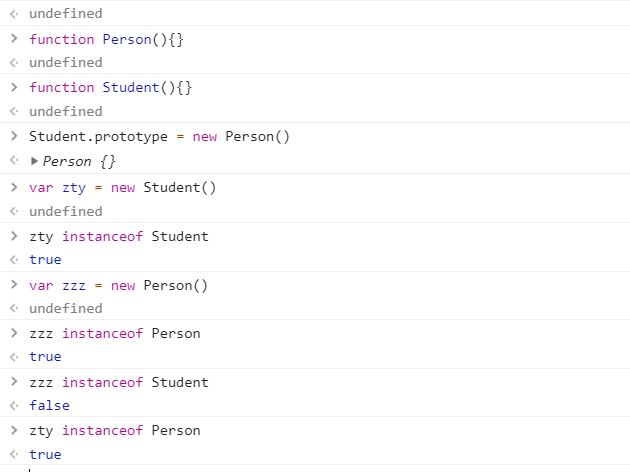 undefined
function Person(){}
undefined
function Student(){}
undefined
Student.prototype = new Person()
Person {}
var zty = new Student()
undefined
zty instanceof Student
true
var zzz = new Person()
undefined
zzz instanceof Person
true
zzz instanceof Student
false
zty instanceof Person
true